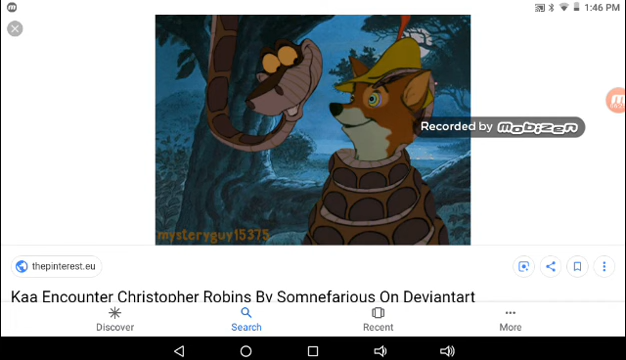 1:46 PM
Recorded by MOBIZEN
mysteryguy15375
thepinterest.eu
Kaa Encounter Christopher Robins By Somnefarious On Deviantart
Discover
Search
Recent
More